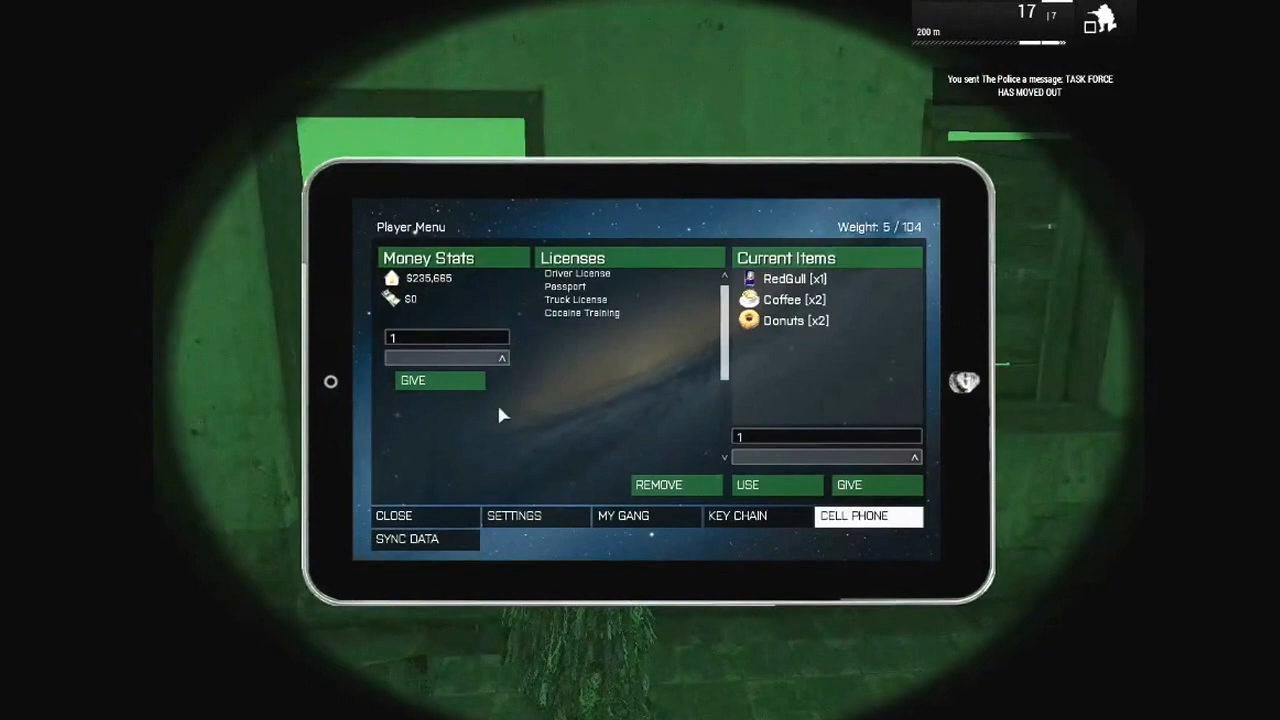 17 | 7
200 m
You sent The Police a message: TASK FORCE
HAS MOVED OUT
Player Menu
Weight: 5 / 104
Money Stats
Licenses
Current Items
$235,665
$0
Driver License
Passport
Truck License
Cocaine Training
RedGull [x1]
Coffee [x2]
Donuts [x2]
1
GIVE
1
REMOVE
USE
GIVE
CLOSE
SETTINGS
MY GANG
KEY CHAIN
CELL PHONE
SYNC DATA